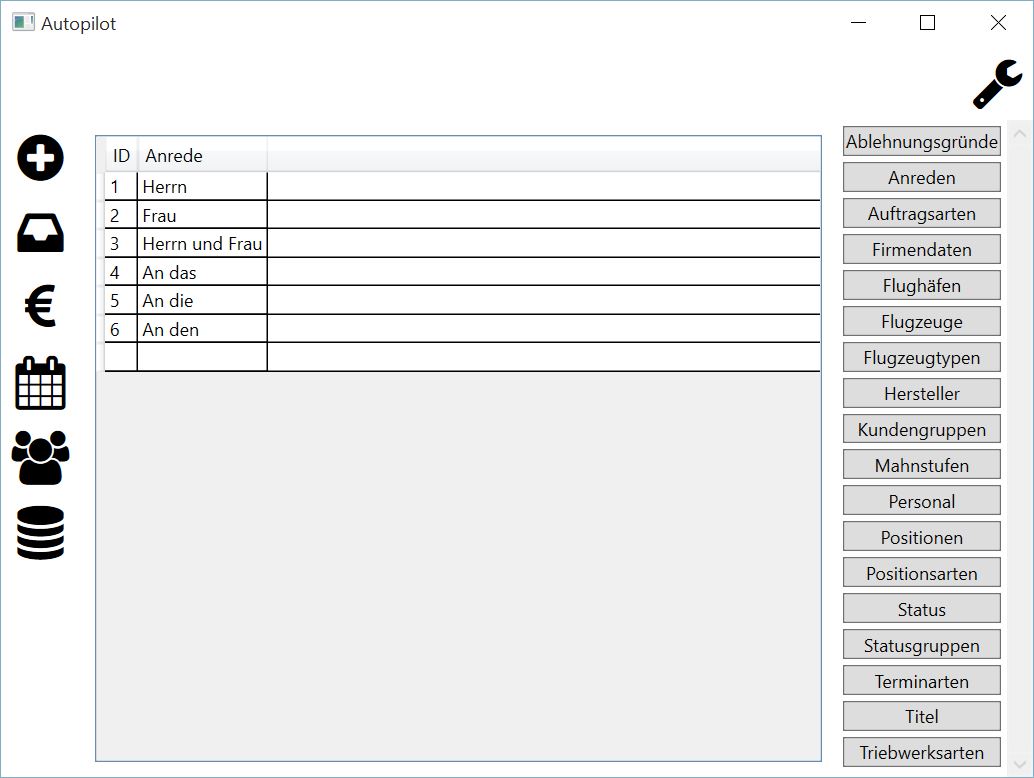 Autopilot
ID Anrede
1 Herrn
2 Frau
3 Herrn und Frau
4 An das
5 An die
6 An den
Ablehnungsgründe
Anreden
Auftragsarten
Firmendaten
Flughäfen
Flugzeuge
Flugzeugtypen
Hersteller
Kundengruppen
Mahnstufen
Personal
Positionen
Positionsarten
Status
Statusgruppen
Terminarten
Titel
Triebwerksarten